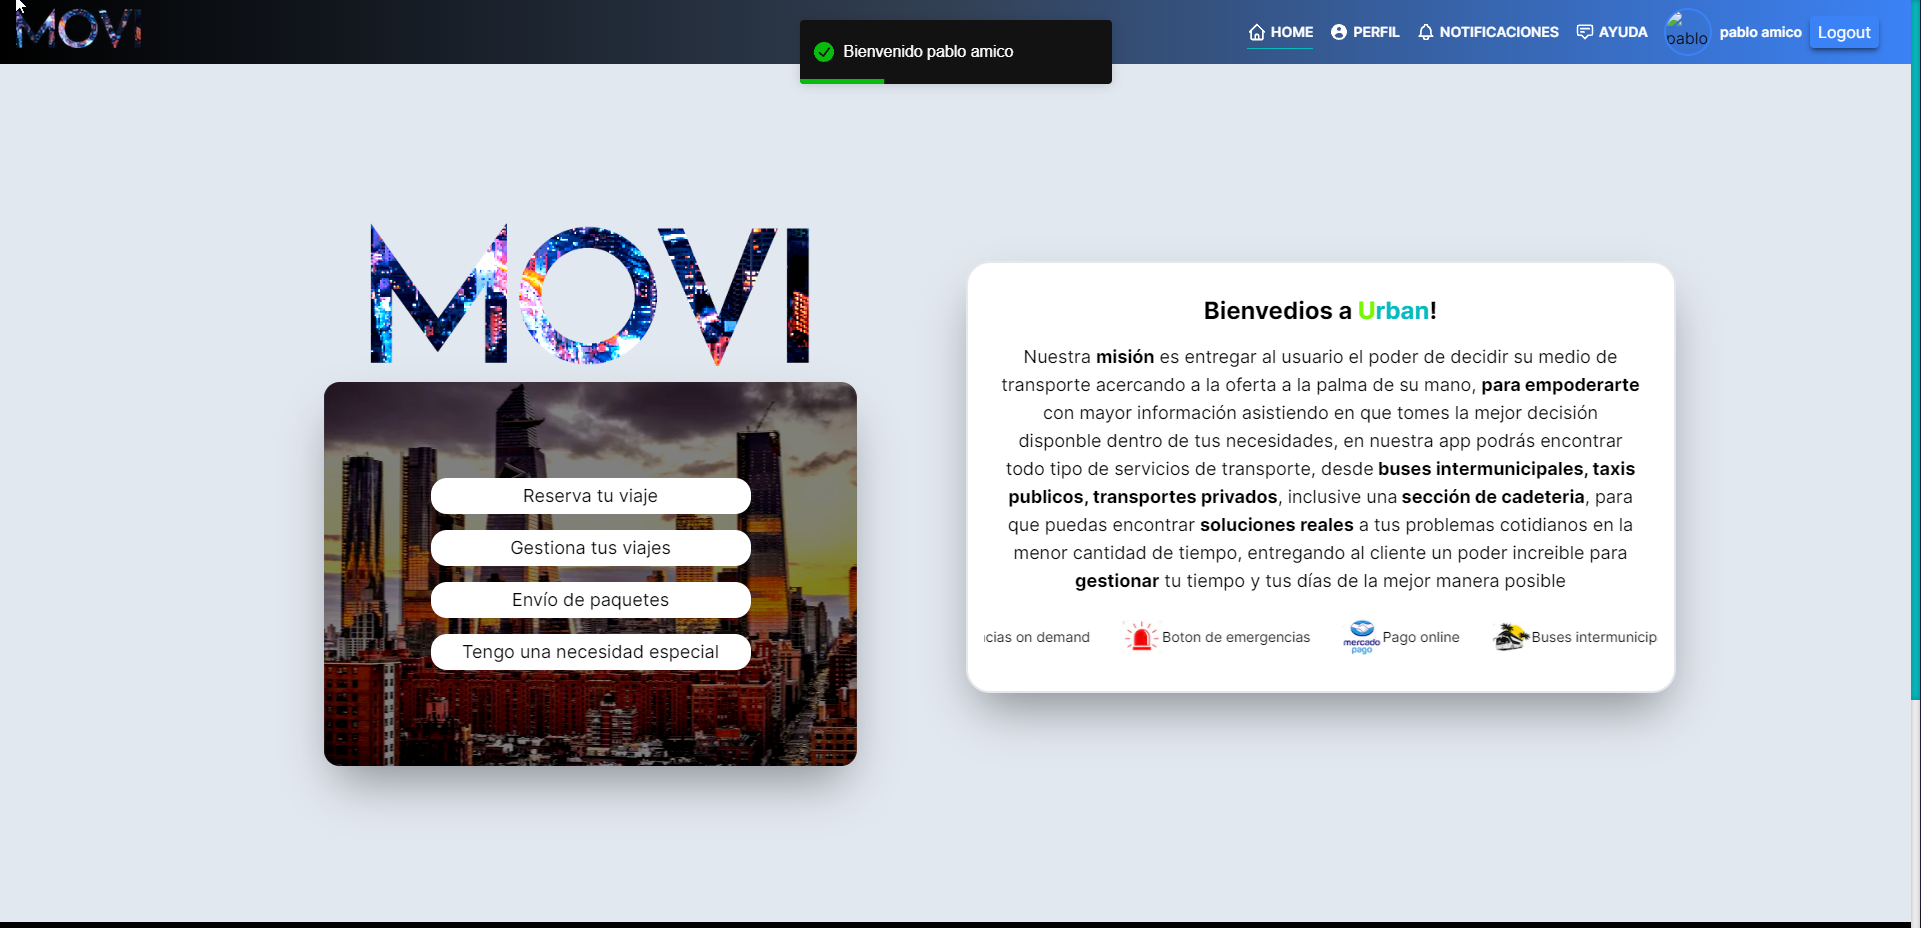 MOVI
Bienvenido pablo amico
HOME
PERFIL
NOTIFICACIONES
AYUDA
pablo
pablo amico
Logout
MOVI
Reserva tu viaje
Gestiona tus viajes
Envío de paquetes
Tengo una necesidad especial
Bienvedios a Urban!
Nuestra misión es entregar al usuario el poder de decidir su medio de
transporte acercando a la oferta a la palma de su mano, para empoderarte
con mayor información asistiendo en que tomes la mejor decisión
disponble dentro de tus necesidades, en nuestra app podrás encontrar
todo tipo de servicios de transporte, desde buses intermunicipales, taxis
publicos, transportes privados, inclusive una sección de cadeteria, para
que puedas encontrar soluciones reales a tus problemas cotidianos en la
menor cantidad de tiempo, entregando al cliente un poder increible para
gestionar tu tiempo y tus días de la mejor manera posible
cias on demand
Boton de emergencias
mercado
pago
Pago online
Buses intermunicip